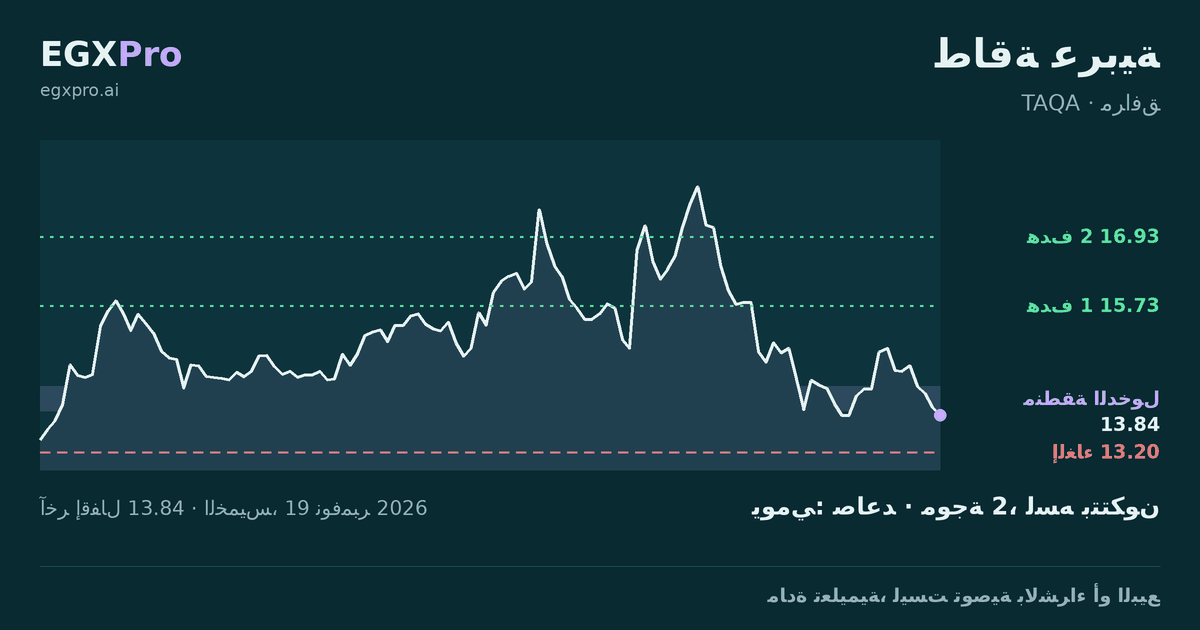 EGXPro
egxpro.ai
طاقة عربية
TAQA · مرافق
هدف 2 16.93
هدف 1 15.73
منطقة الدخول
13.84
إلغاء 13.20
آخر إقفال 13.84 · الخميس، 19 نوفمبر 2026
يومي: صاعد · موجة 2، لسه بتتكون
مادة تعليمية، ليست توصية بالشراء أو البيع